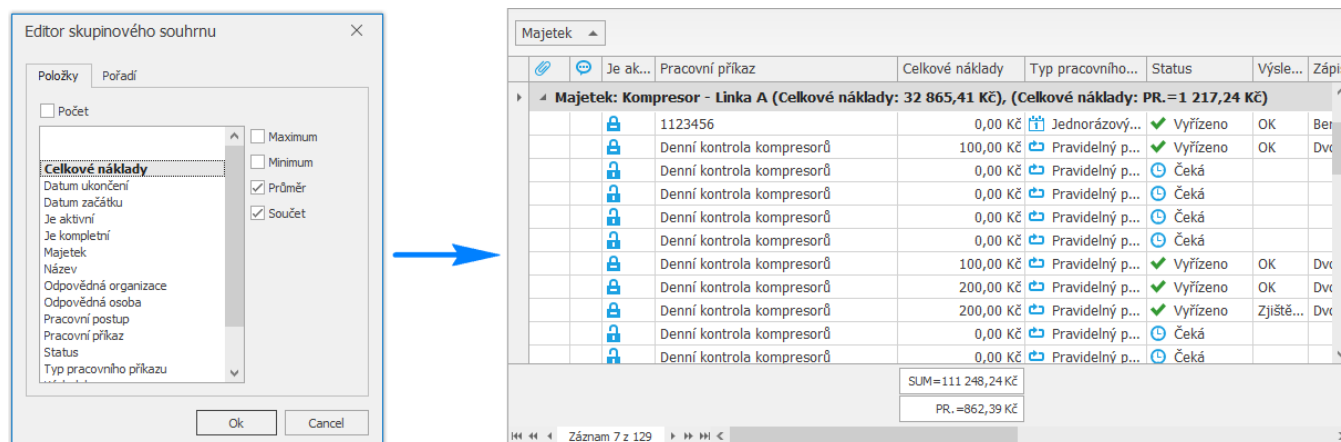 Editor skupinového souhrnu
Položky Pořadí
Počet
Celkové náklady
Datum ukončení
Datum začátku
Je aktivní
Je kompletní
Majetek
Název
Odpovědná organizace
Odpovědná osoba
Pracovní postup
Pracovní příkaz
Status
Typ pracovního příkazu
Maximum
Minimum
Průměr
Součet
Ok Cancel
Majetek
Je ak... Pracovní příkaz Celkové náklady Typ pracovního... Status Výsle... Zápi
Majetek: Kompresor - Linka A (Celkové náklady: 32 865,41 Kč), (Celkové náklady: PR.=1 217,24 Kč)
1123456 0,00 Kč Jednorázový... Vyřízeno OK Ber
Denní kontrola kompresorů 100,00 Kč Pravidelný p... Vyřízeno OK Dvo
Denní kontrola kompresorů 0,00 Kč Pravidelný p... Čeká
Denní kontrola kompresorů 0,00 Kč Pravidelný p... Čeká
Denní kontrola kompresorů 0,00 Kč Pravidelný p... Čeká
Denní kontrola kompresorů 0,00 Kč Pravidelný p... Čeká
Denní kontrola kompresorů 100,00 Kč Pravidelný p... Vyřízeno OK Dvo
Denní kontrola kompresorů 200,00 Kč Pravidelný p... Vyřízeno OK Dvo
Denní kontrola kompresorů 200,00 Kč Pravidelný p... Vyřízeno Zjiště... Dvo
Denní kontrola kompresorů 0,00 Kč Pravidelný p... Čeká
Denní kontrola kompresorů 0,00 Kč Pravidelný p... Čeká
SUM=111 248,24 Kč
PR.=862,39 Kč
Záznam 7 z 129